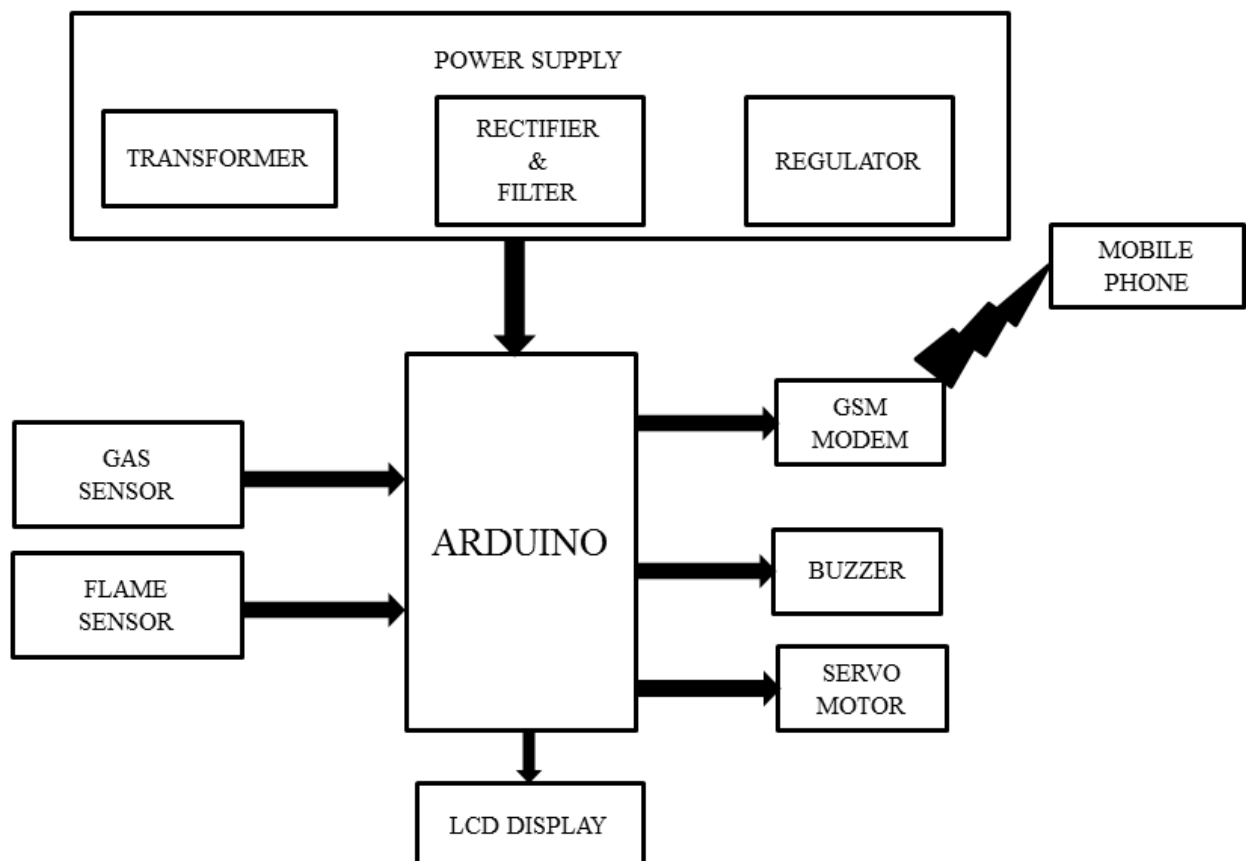 POWER SUPPLY
TRANSFORMER
RECTIFIER
&
FILTER
REGULATOR
MOBILE
PHONE
GSM
MODEM
GAS
SENSOR
ARDUINO
BUZZER
FLAME
SENSOR
SERVO
MOTOR
LCD DISPLAY